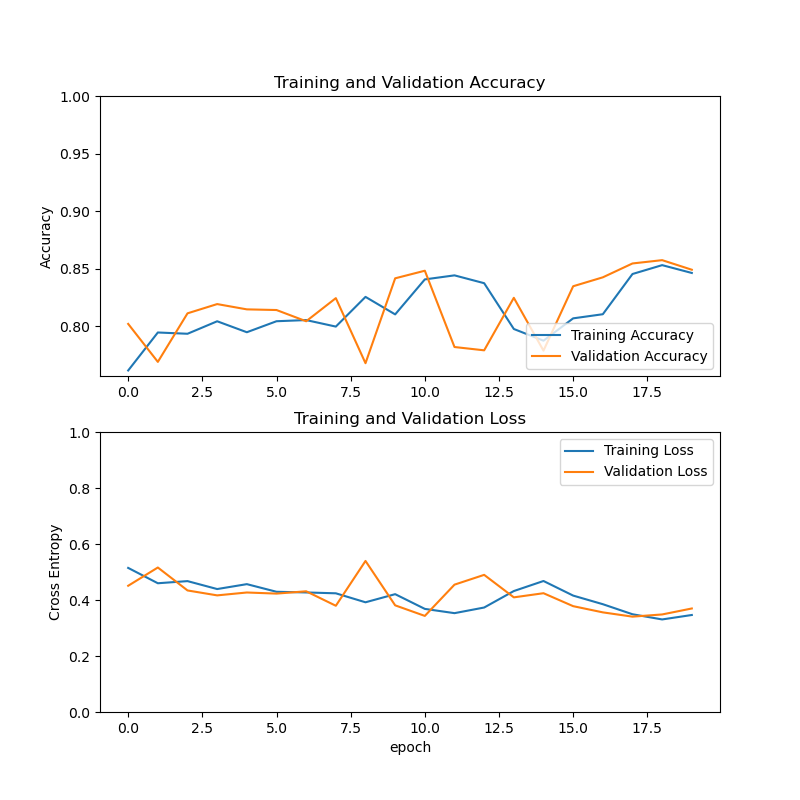 Training and Validation Accuracy
1.00
0.95
0.90
0.85
0.80
Accuracy
Training Accuracy
Validation Accuracy
0.0 2.5 5.0 7.5 10.0 12.5 15.0 17.5
Training and Validation Loss
1.0
0.8
0.6
0.4
0.2
0.0
Cross Entropy
Training Loss
Validation Loss
0.0 2.5 5.0 7.5 10.0 12.5 15.0 17.5
epoch